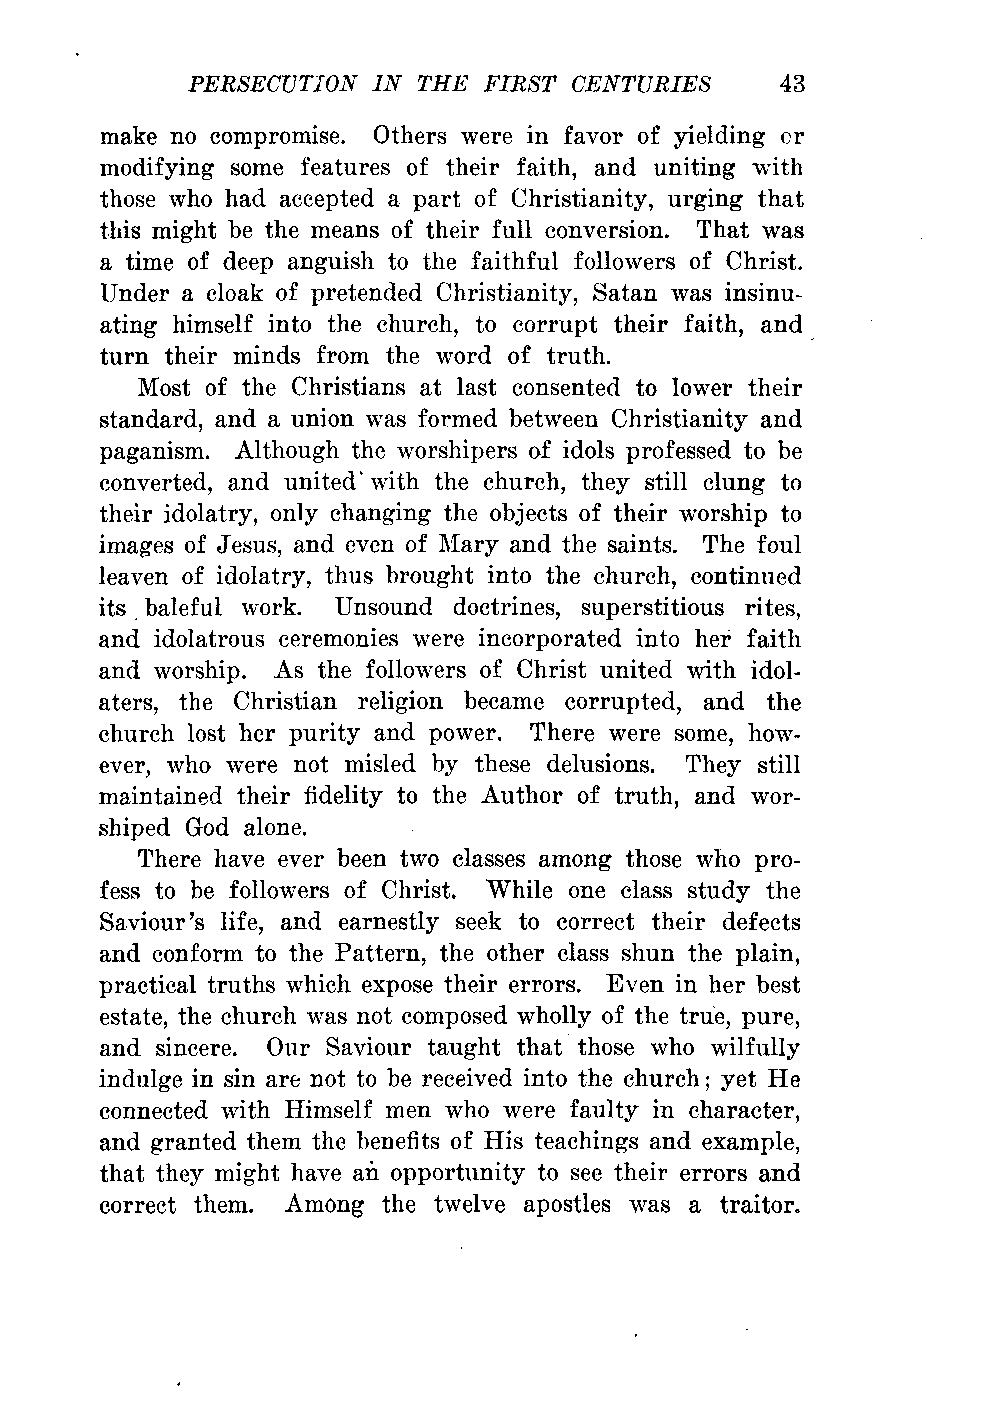 PERSECUTION IN THE FIRST CENTURIES 43
make no compromise. Others were in favor of yielding or
modifying some features of their faith, and uniting with
those who had accepted a part of Christianity, urging that
this might be the means of their full conversion. That was
a time of deep anguish to the faithful followers of Christ.
Under a cloak of pretended Christianity, Satan was insinu-
ating himself into the church, to corrupt their faith, and
turn their minds from the word of truth.
Most of the Christians at last consented to lower their
standard, and a union was formed between Christianity and
paganism. Although the worshipers of idols professed to be
converted, and united with the church, they still clung to
their idolatry, only changing the objects of their worship to
images of Jesus, and even of Mary and the saints. The foul
leaven of idolatry, thus brought into the church, continued
its baleful work. Unsound doctrines, superstitious rites,
and idolatrous ceremonies were incorporated into her faith
and worship. As the followers of Christ united with idol-
aters, the Christian religion became corrupted, and the
church lost her purity and power. There were some, how-
ever, who were not misled by these delusions. They still
maintained their fidelity to the Author of truth, and wor-
shiped God alone.
There have ever been two classes among those who pro-
fess to be followers of Christ. While one class study the
Saviour's life, and earnestly seek to correct their defects
and conform to the Pattern, the other class shun the plain,
practical truths which expose their errors. Even in her best
estate, the church was not composed wholly of the true, pure,
and sincere. Our Saviour taught that those who wilfully
indulge in sin are not to be received into the church; yet He
connected with Himself men who were faulty in character,
and granted them the benefits of His teachings and example,
that they might have an opportunity to see their errors and
correct them. Among the twelve apostles was a traitor.